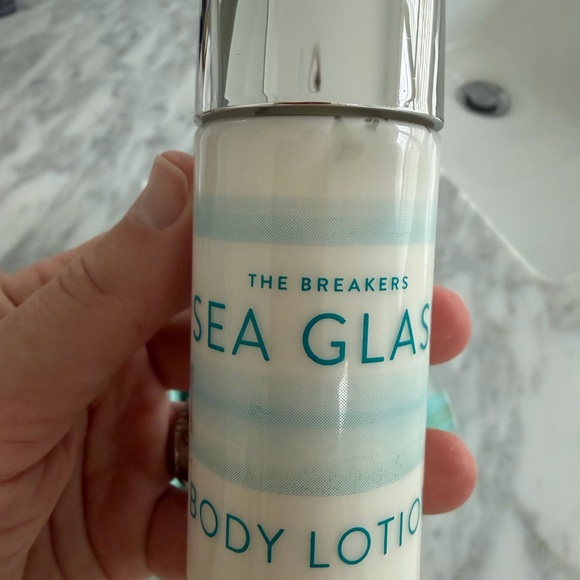 THE BREAKERS
SEA GLAS
BODY LOTIO